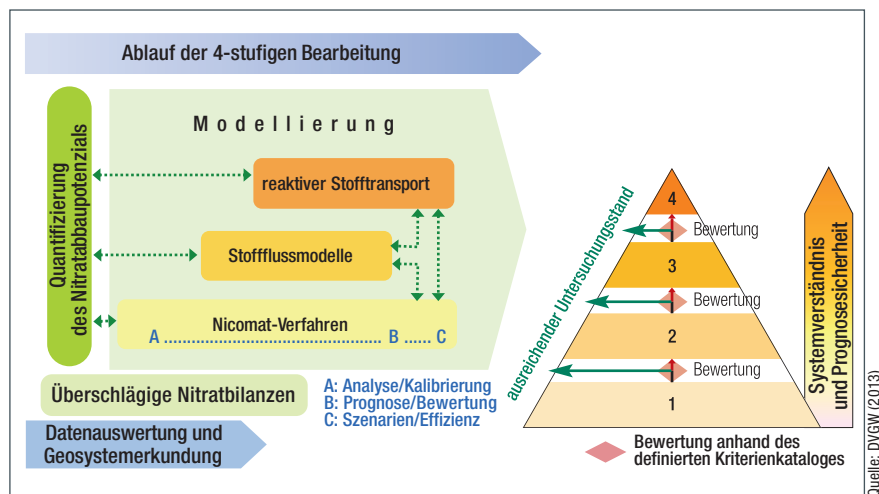 Ablauf der 4-stufigen Bearbeitung
Quantifizierung
des Nitratabbaupotenzials
Modellierung
reaktiver Stofftransport
Stoffflussmodelle
Nicomat-Verfahren
A ................................................. B ...... C
Überschlägige Nitratbilanzen
A: Analyse/Kalibrierung
B: Prognose/Bewertung
C: Szenarien/Effizienz
Datenauswertung und
Geosystemerkundung
ausreichender Untersuchungsstand
4
Bewertung
3
Bewertung
2
Bewertung
1
Systemverständnis
und Prognosesicherheit
Bewertung anhand des
definierten Kriterienkataloges
Quelle: DVGW (2013)